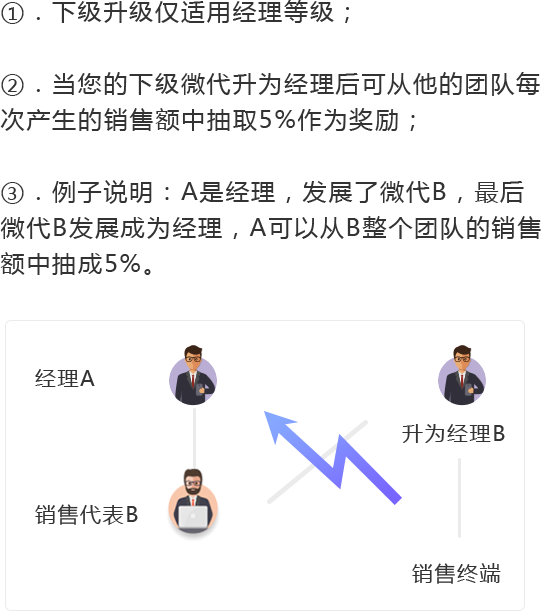 ①．下级升级仅适用经理等级；
②．当您的下级微代升为经理后可从他的团队每
次产生的销售额中抽取5%作为奖励；
③．例子说明：A是经理，发展了微代B，最后
微代B发展成为经理，A可以从B整个团队的销售
额中抽成5%。
经理A
升为经理B
销售代表B
销售终端